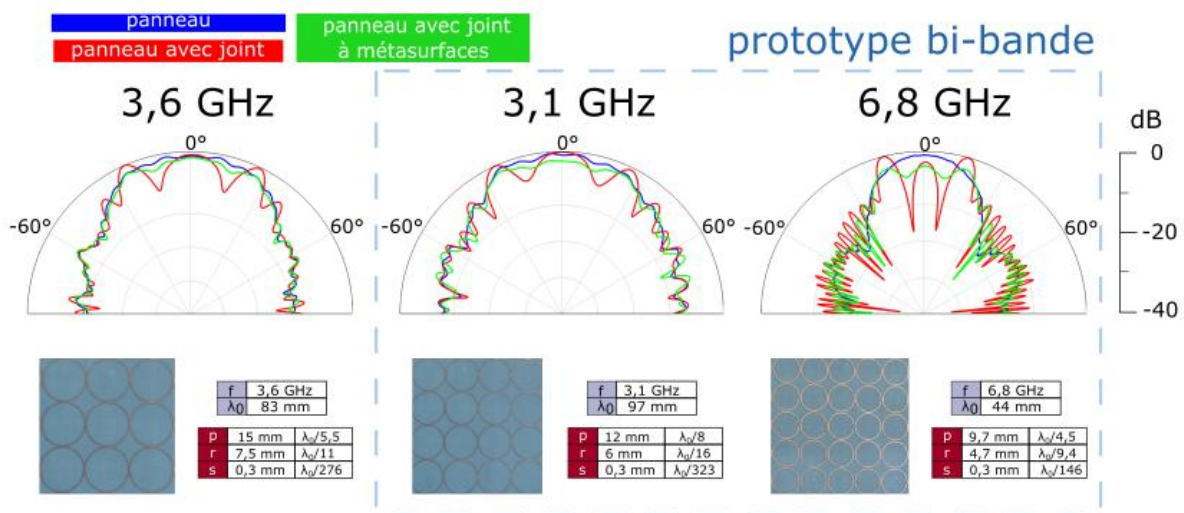 panneau
panneau avec joint
panneau avec joint
à métasurfaces
prototype bi-bande
3,6 GHz
3,1 GHz
6,8 GHz
dB
0°
0°
0°
0
-60°
60°
-60°
60°
-60°
60°
-20
-40
f 3,6 GHz
λ0 83 mm
p 15 mm λ0/5,5
r 7,5 mm λ0/11
s 0,3 mm λ0/276
f 3,1 GHz
λ0 97 mm
p 12 mm λ0/8
r 6 mm λ0/16
s 0,3 mm λ0/323
f 6,8 GHz
λ0 44 mm
p 9,7 mm λ0/4,5
r 4,7 mm λ0/9,4
s 0,3 mm λ0/146